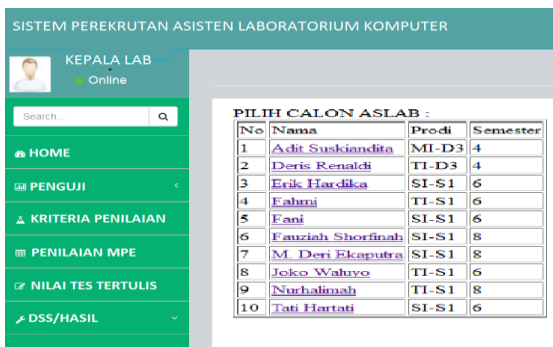 SISTEM PEREKRUTAN ASISTEN LABORATORIUM KOMPUTER
KEPALA LAB
Online
Search...
HOME
PENGUJI
KRITERIA PENILAIAN
PENILAIAN MPE
NILAI TES TERTULIS
DSS/HASIL
PILIH CALON ASLAB :
No Nama Prodi Semester
1 Adit Suskiandita MI-D3 4
2 Deris Renaldi TI-D3 4
3 Erik Hardika SI-S1 6
4 Fahmi TI-S1 6
5 Fani SI-S1 6
6 Fauziah Shorfinah SI-S1 8
7 M. Deri Ekaputra SI-S1 8
8 Joko Waluyo TI-S1 6
9 Nurhalimah TI-S1 8
10 Tati Hartati SI-S1 6